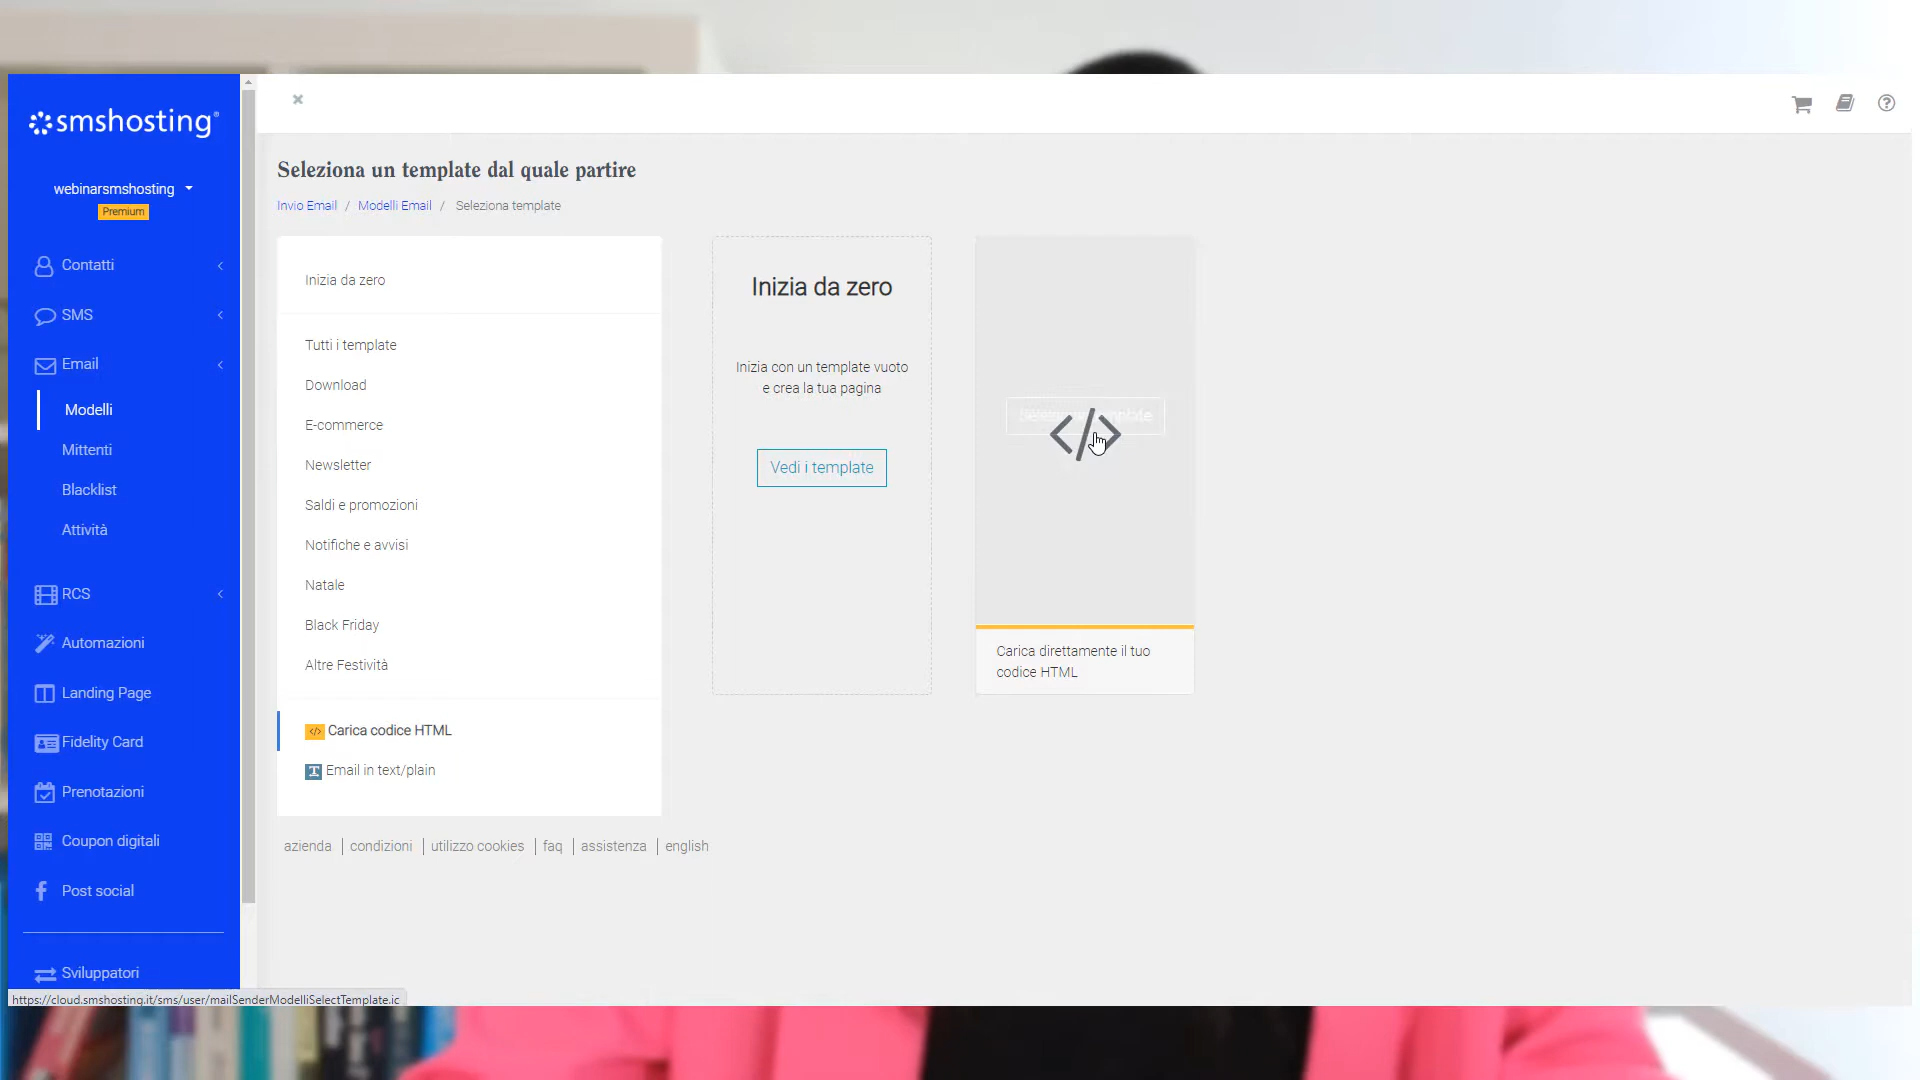 smshosting®
webinarsmshosting
Premium
Contatti
SMS
Email
Modelli
Mittenti
Blacklist
Attività
RCS
Automazioni
Landing Page
Fidelity Card
Prenotazioni
Coupon digitali
Post social
Sviluppatori
https://cloud.smshosting.it/sms/user/mailSenderModelliSelectTemplate.ic
Seleziona un template dal quale partire
Invio Email / Modelli Email / Seleziona template
Inizia da zero
Tutti i template
Download
E-commerce
Newsletter
Saldi e promozioni
Notifiche e avvisi
Natale
Black Friday
Altre Festività
</> Carica codice HTML
T Email in text/plain
Inizia da zero
Inizia con un template vuoto
e crea la tua pagina
Vedi i template
</>
Carica direttamente il tuo
codice HTML
azienda | condizioni | utilizzo cookies | faq | assistenza | english